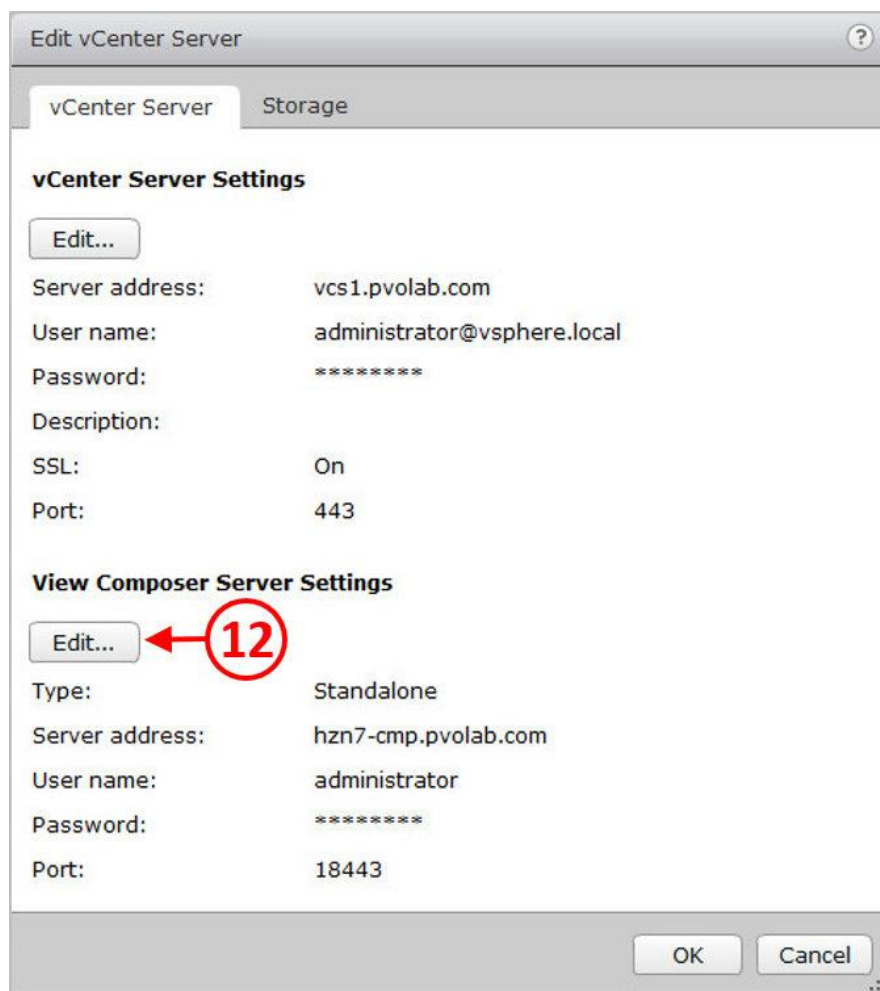 Edit vCenter Server ?
vCenter Server Storage
vCenter Server Settings
Edit...
Server address: vcs1.pvolab.com
User name: administrator@vsphere.local
Password: ********
Description:
SSL: On
Port: 443
View Composer Server Settings
Edit... 12
Type: Standalone
Server address: hzn7-cmp.pvolab.com
User name: administrator
Password: ********
Port: 18443
OK Cancel